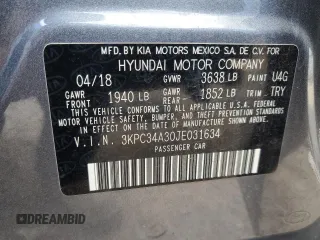 MFD. BY KIA MOTORS MEXICO S.A. DE C.V. FOR
HYUNDAI MOTOR COMPANY
04/18 GVWR 3638 LB PAINT U4G
GAWR FRONT 1940 LB GAWR REAR 1852 LB TRIM TRY
THIS VEHICLE CONFORMS TO ALL APPLICABLE U.S. FEDERAL MOTOR
VEHICLE SAFETY, BUMPER, AND THEFT PREVENTION STANDARDS
IN EFFECT ON THE DATE OF MANUFACTURE SHOWN ABOVE.
V.I.N. 3KPC34A30JE031634
PASSENGER CAR
AUTOBIDMASTER